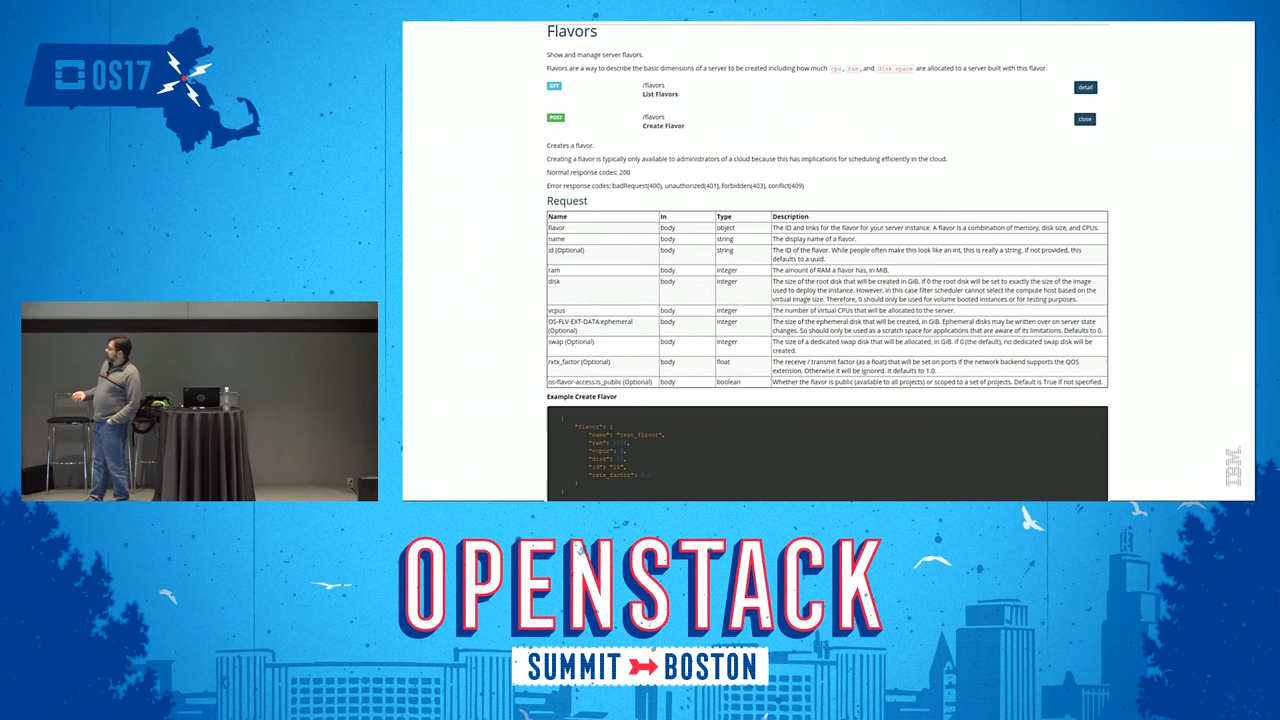 OS17
Flavors
Show and manage server flavors.
Flavors are a way to describe the basic dimensions of a server to be created including how much cpu, ram, and disk space are allocated to a server built with this flavor.
GET /flavors detail
List Flavors
POST /flavors close
Create Flavor
Creates a flavor.
Creating a flavor is typically only available to administrators of a cloud because this has implications for scheduling efficiently in the cloud.
Normal response codes: 200
Error response codes: badRequest(400), unauthorized(401), forbidden(403), conflict(409)
Request
Name In Type Description
flavor body object The ID and links for the flavor for your server instance. A flavor is a combination of memory, disk size, and CPUs.
name body string The display name of a flavor.
id (Optional) body string The ID of the flavor. While people often make this look like an int, this is really a string. If not provided, this
defaults to a uuid.
ram body integer The amount of RAM a flavor has, in MiB.
disk body integer The size of the root disk that will be created in GiB. If 0 the root disk will be set to exactly the size of the image
used to deploy the instance. However, in this case filter scheduler cannot select the compute host based on the
virtual image size. Therefore, 0 should only be used for volume booted instances or for testing purposes.
vcpus body integer The number of virtual CPUs that will be allocated to the server.
OS-FLV-EXT-DATA:ephemeral body integer The size of the ephemeral disk that will be created, in GiB. Ephemeral disks may be written over on server state
(Optional) changes. So should only be used as a scratch space for applications that are aware of its limitations. Defaults to 0.
swap (Optional) body integer The size of a dedicated swap disk that will be allocated, in GiB. If 0 (the default), no dedicated swap disk will be
created.
rxtx_factor (Optional) body float The receive / transmit factor (as a float) that will be set on ports if the network backend supports the QOS
extension. Otherwise it will be ignored. It defaults to 1.0.
os-flavor-access:is_public (Optional) body boolean Whether the flavor is public (available to all projects) or scoped to a set of projects. Default is True if not specified.
Example Create Flavor
{
"flavor": {
"name": "test_flavor",
"ram":
"vcpus":
"disk":
"id": "10",
"rxtx_factor":
}
IBM
OPENSTACK
SUMMIT BOSTON